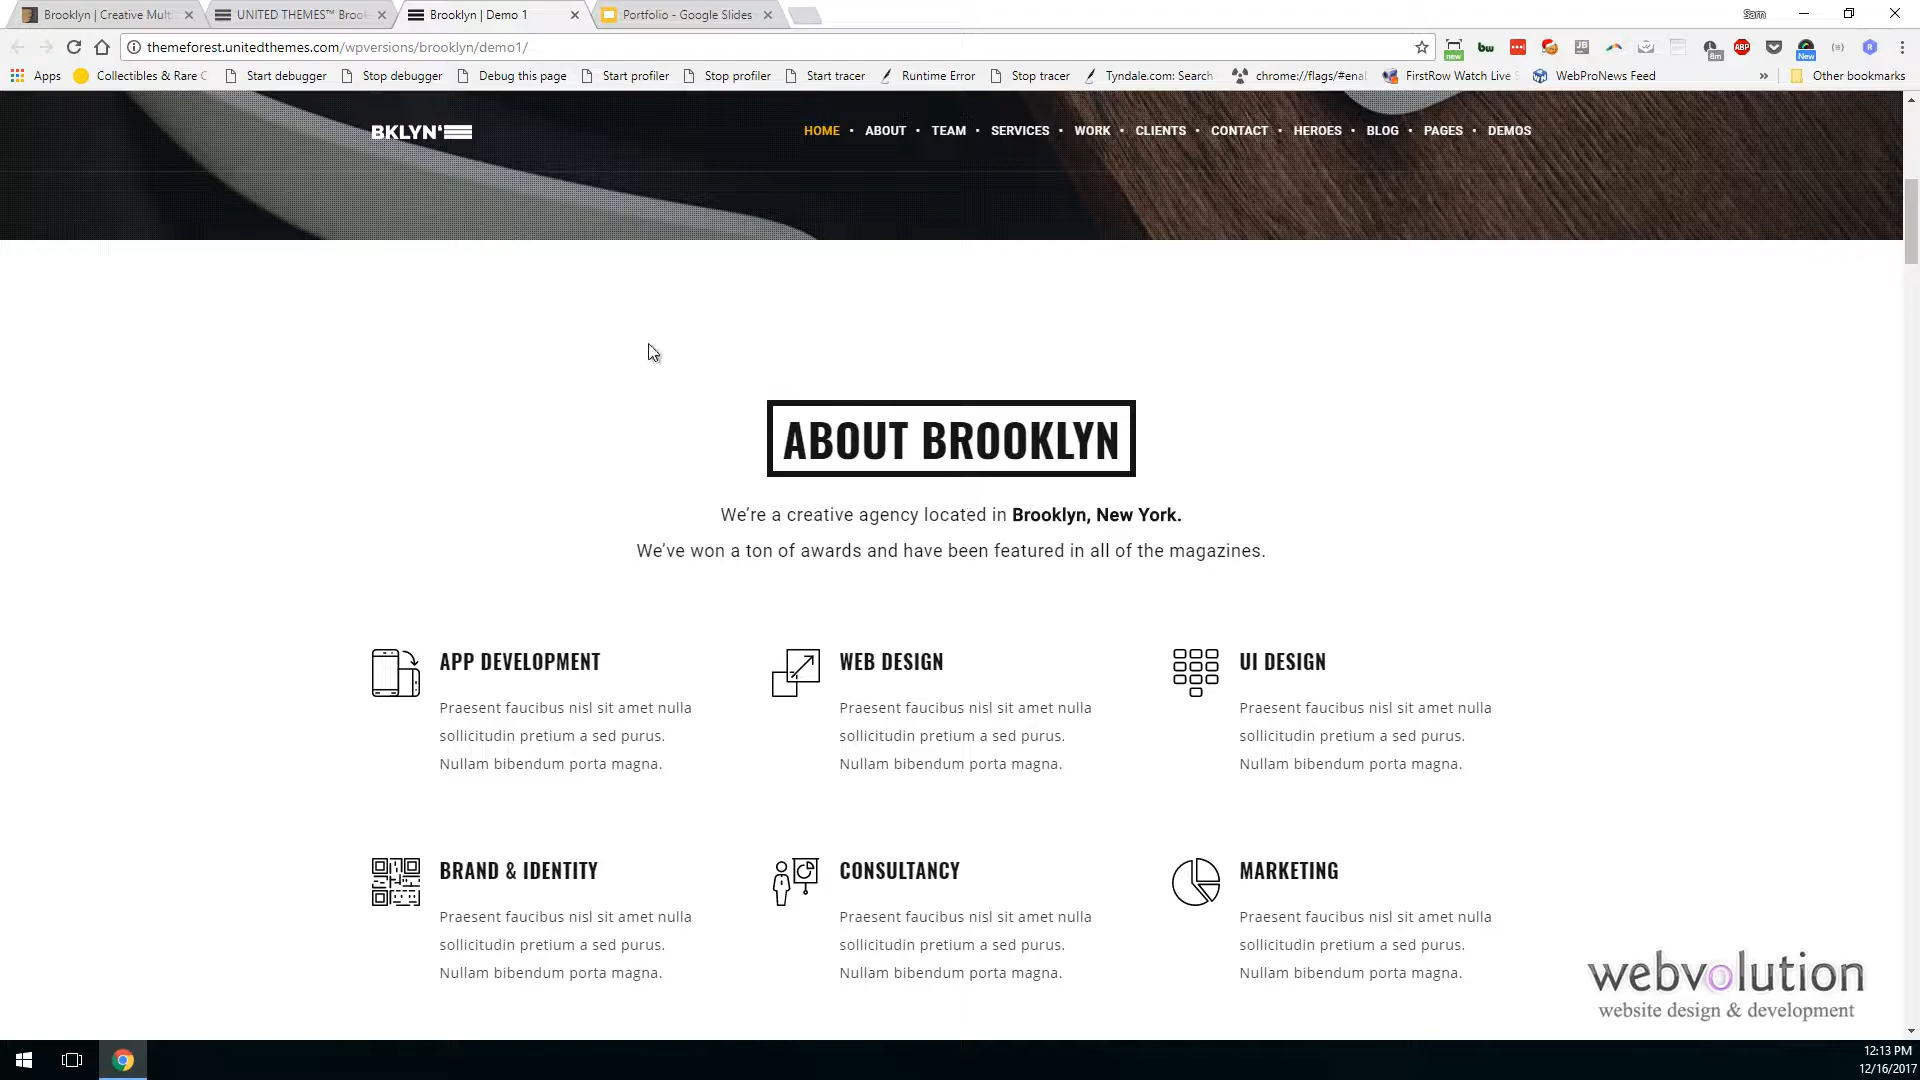 Brooklyn | Creative Mult
UNITED THEMES™ Brook
Brooklyn | Demo 1
Portfolio - Google Slides
Sam
themeforest.unitedthemes.com/wpversions/brooklyn/demo1/
new
bw
JB
8m
ABP
New
R
Apps
Collectibles & Rare C
Start debugger
Stop debugger
Debug this page
Start profiler
Stop profiler
Start tracer
Runtime Error
Stop tracer
Tyndale.com: Search
chrome://flags/#enal
FirstRow Watch Live S
WebProNews Feed
»
Other bookmarks
BKLYN'
HOME • ABOUT • TEAM • SERVICES • WORK • CLIENTS • CONTACT • HEROES • BLOG • PAGES • DEMOS
ABOUT BROOKLYN
We're a creative agency located in Brooklyn, New York.
We've won a ton of awards and have been featured in all of the magazines.
APP DEVELOPMENT
Praesent faucibus nisl sit amet nulla
sollicitudin pretium a sed purus.
Nullam bibendum porta magna.
WEB DESIGN
Praesent faucibus nisl sit amet nulla
sollicitudin pretium a sed purus.
Nullam bibendum porta magna.
UI DESIGN
Praesent faucibus nisl sit amet nulla
sollicitudin pretium a sed purus.
Nullam bibendum porta magna.
BRAND & IDENTITY
Praesent faucibus nisl sit amet nulla
sollicitudin pretium a sed purus.
Nullam bibendum porta magna.
CONSULTANCY
Praesent faucibus nisl sit amet nulla
sollicitudin pretium a sed purus.
Nullam bibendum porta magna.
MARKETING
Praesent faucibus nisl sit amet nulla
sollicitudin pretium a sed purus.
Nullam bibendum porta magna.
webvolution
website design & development
12:13 PM
12/16/2017